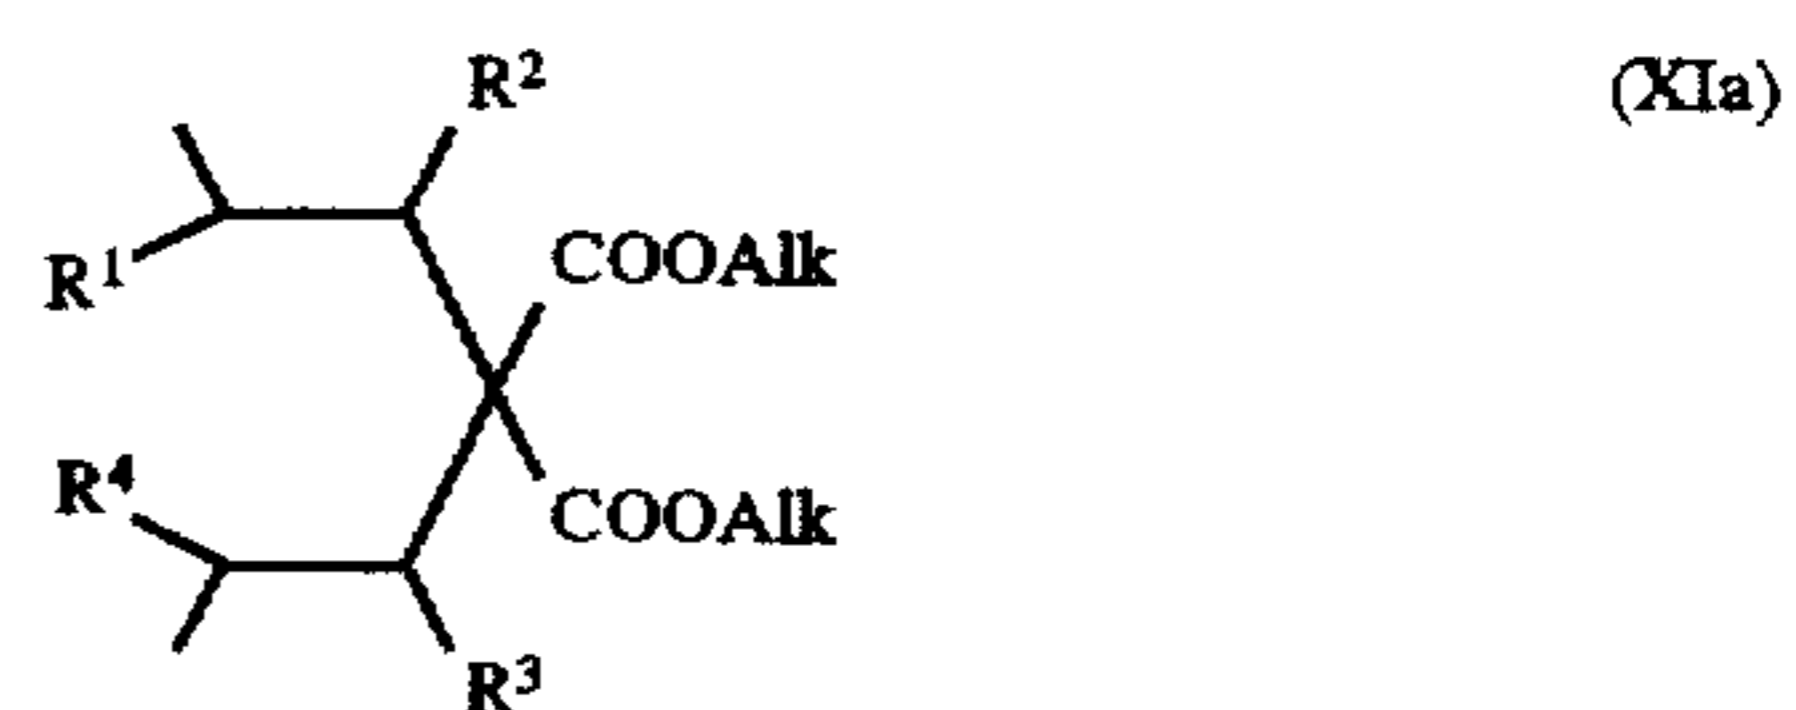 R² (XIa)
COOAlk
R¹
R⁴
COOAlk
R³